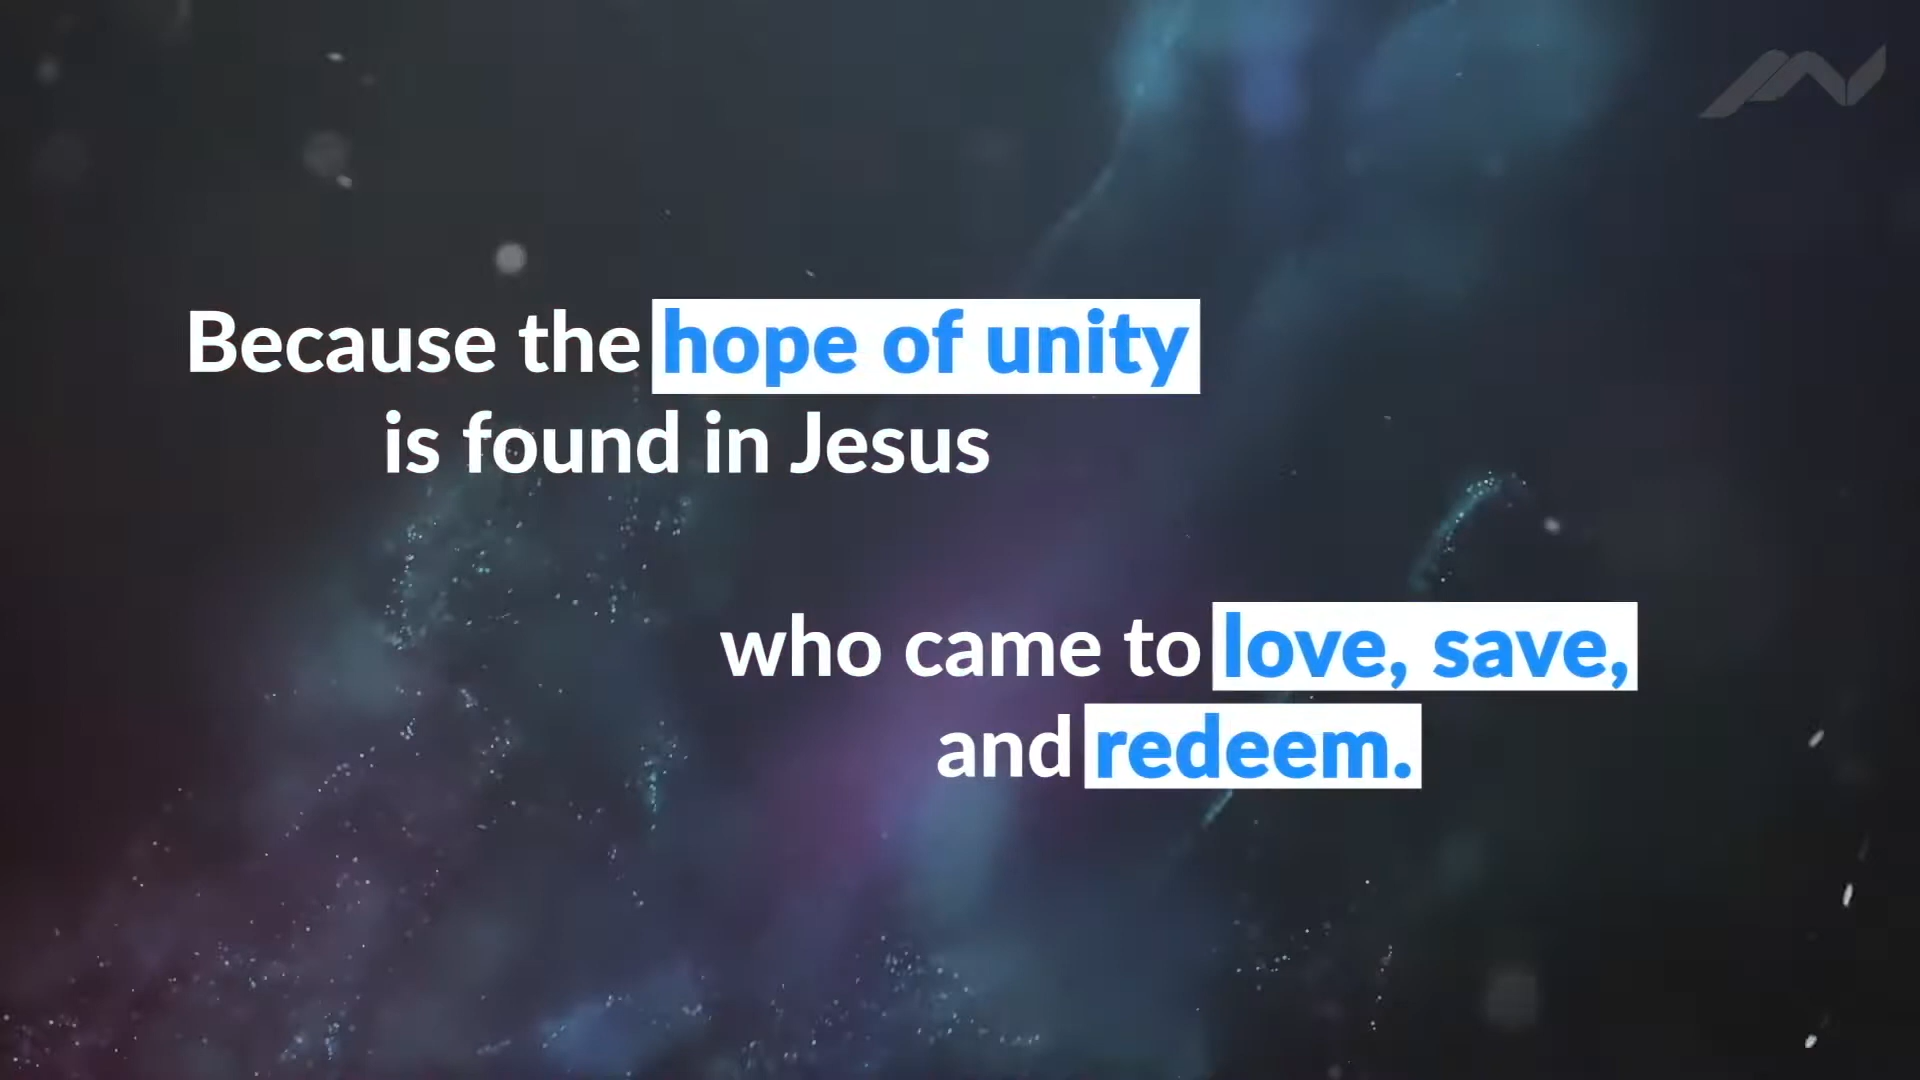 Because the hope of unity
is found in Jesus
who came to love, save,
and redeem.